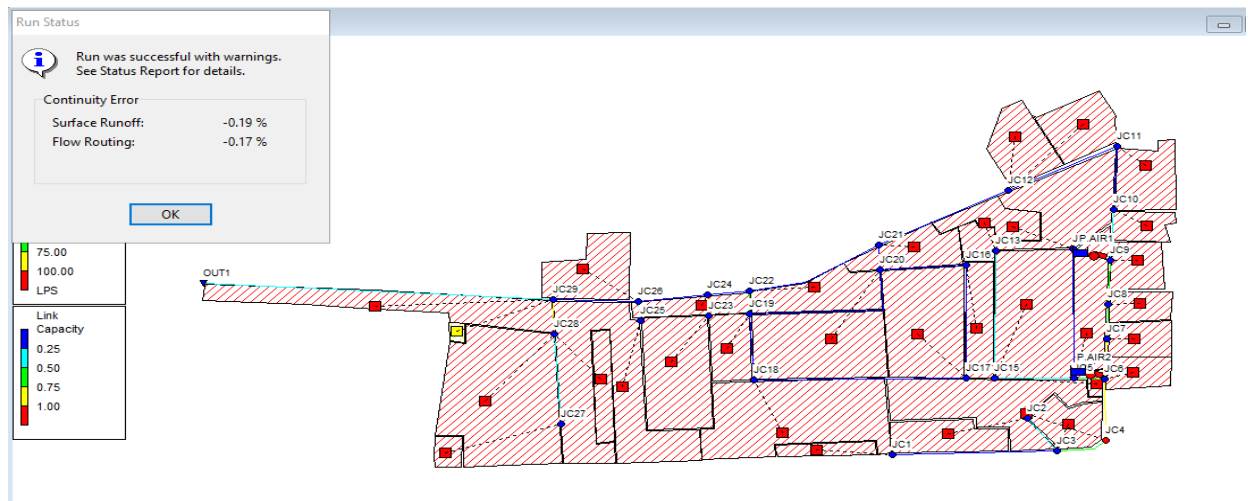 Run Status
Run was successful with warnings.
See Status Report for details.
Continuity Error
Surface Runoff: -0.19 %
Flow Routing: -0.17 %
OK
75.00
100.00
LPS
Link
Capacity
0.25
0.50
0.75
1.00
OUT1
JC11
JC12
JC10
JC21
JC13
JP.AIR1
JC16
JC9
JC20
JC29
JC26
JC24
JC22
JC8
JC25
JC23
JC19
JC28
JC7
P.AIR2
JC18
JC17
JC15
JC6
JC2
JC27
JC4
JC1
JC3